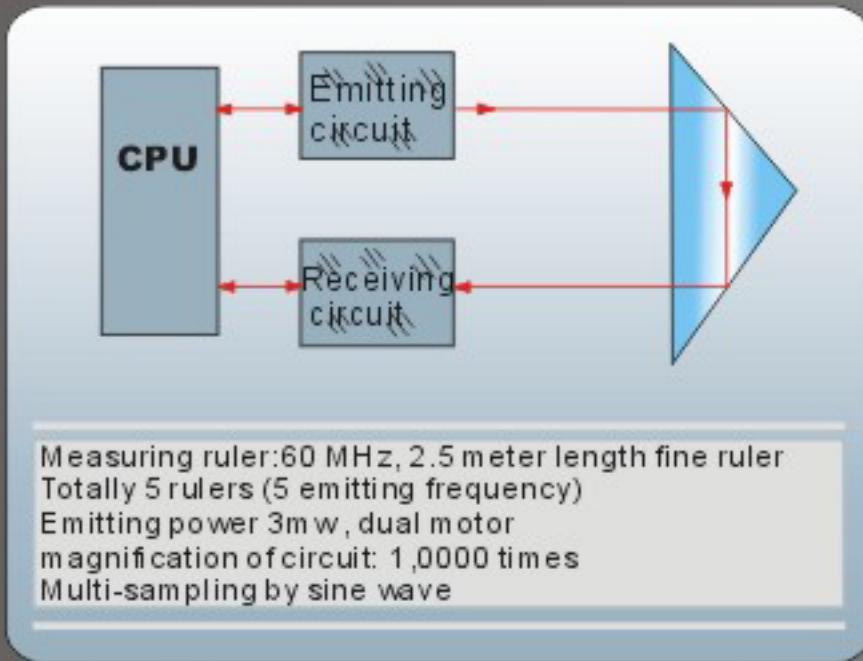 CPU
Emitting
circuit
Receiving
circuit
Measuring ruler:60 MHz, 2.5 meter length fine ruler
Totally 5 rulers (5 emitting frequency)
Emitting power 3mw, dual motor
magnification of circuit: 1,0000 times
Multi-sampling by sine wave